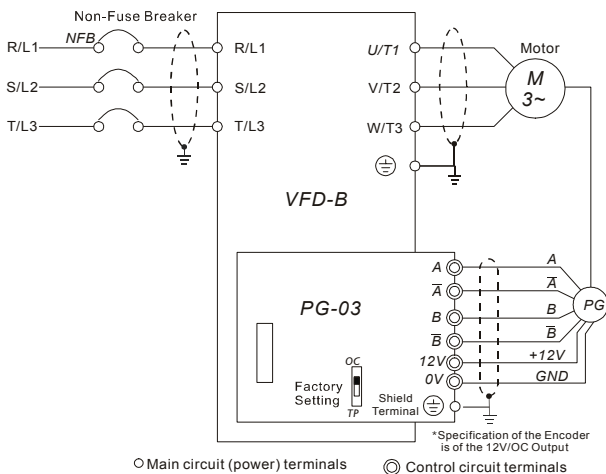 Non-Fuse Breaker
NFB
R/L1
R/L1
U/T1
Motor
S/L2
S/L2
V/T2
M
3~
T/L3
T/L3
W/T3
VFD-B
PG-03
A
A
A̅
A̅
B
B
PG
B̅
B̅
12V
+12V
0V
GND
OC
Factory
Setting
TP
Shield
Terminal
*Specification of the Encoder
is of the 12V/OC Output
Main circuit (power) terminals
Control circuit terminals